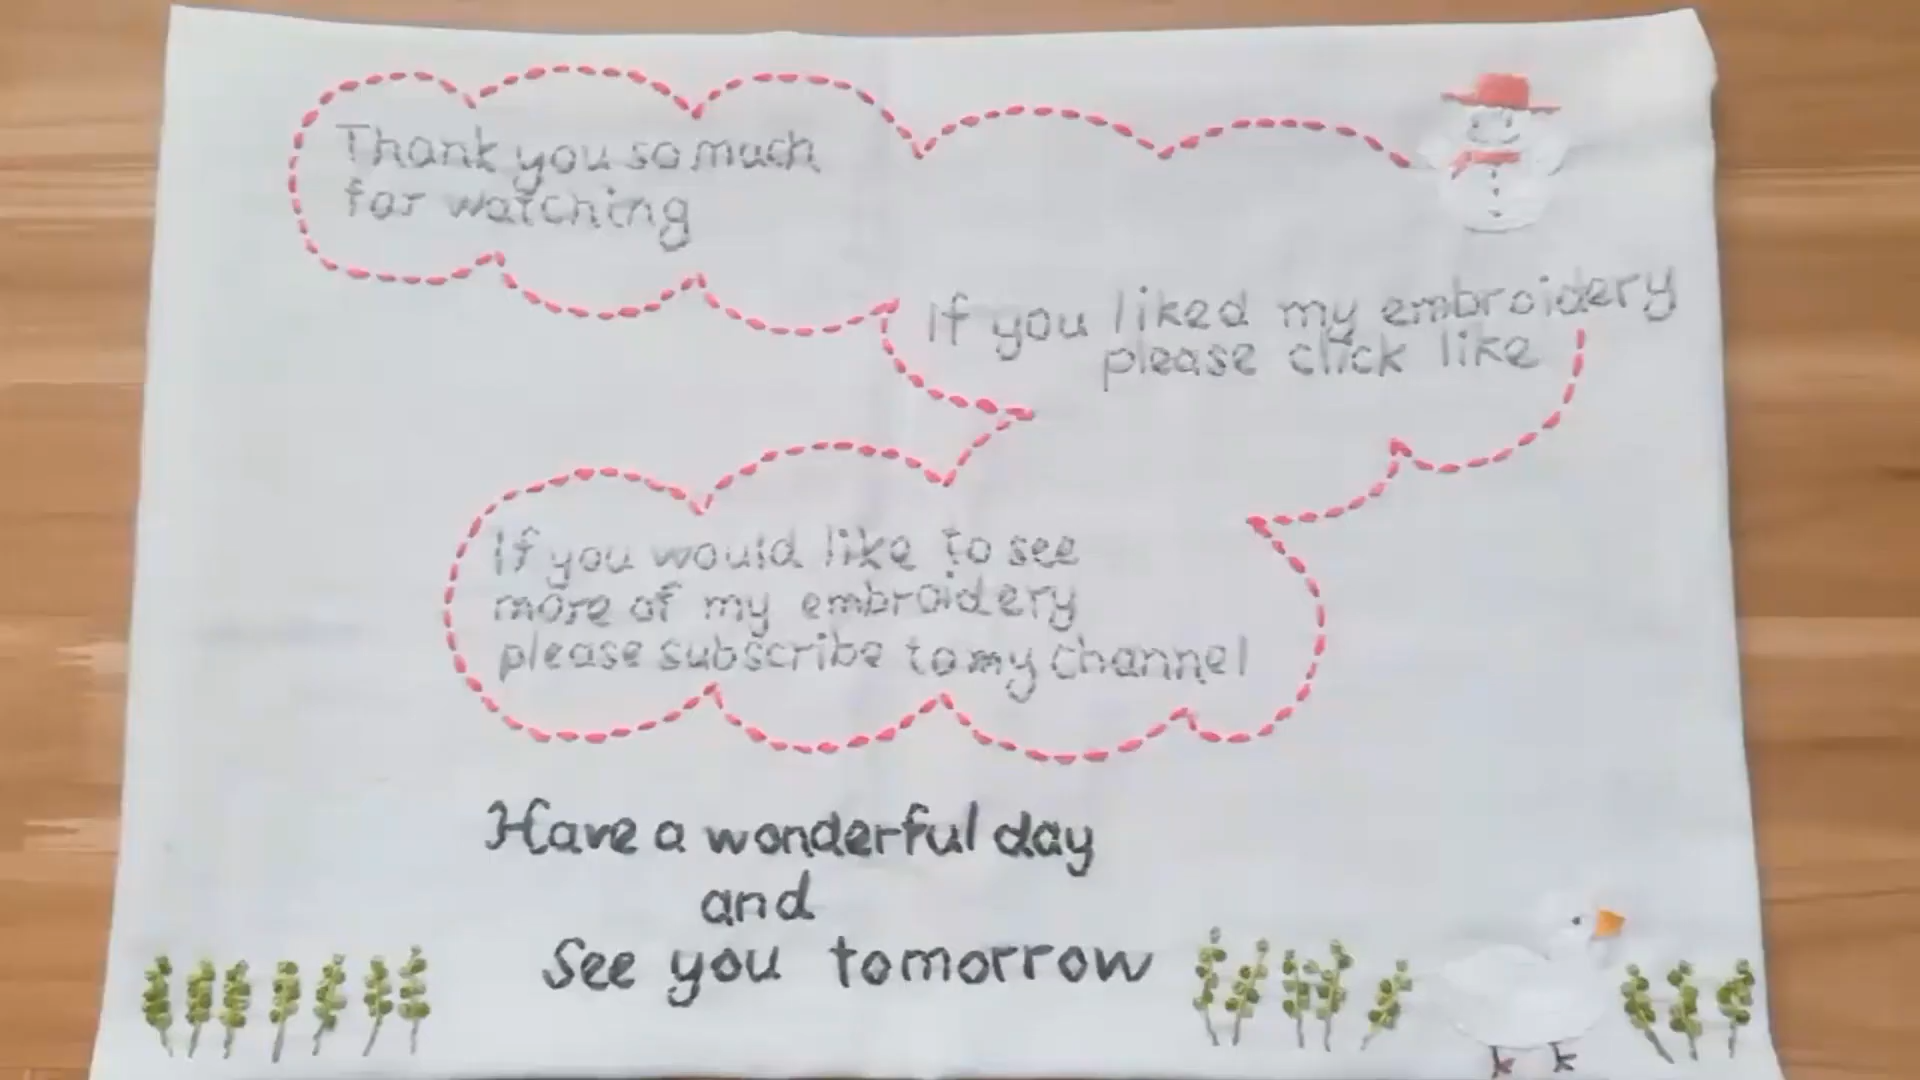 Thank you so much
for watching
If you liked my embroidery
please click like
If you would like to see
more of my embroidery
please subscribe to my channel
Have a wonderful day
and
See you tomorrow